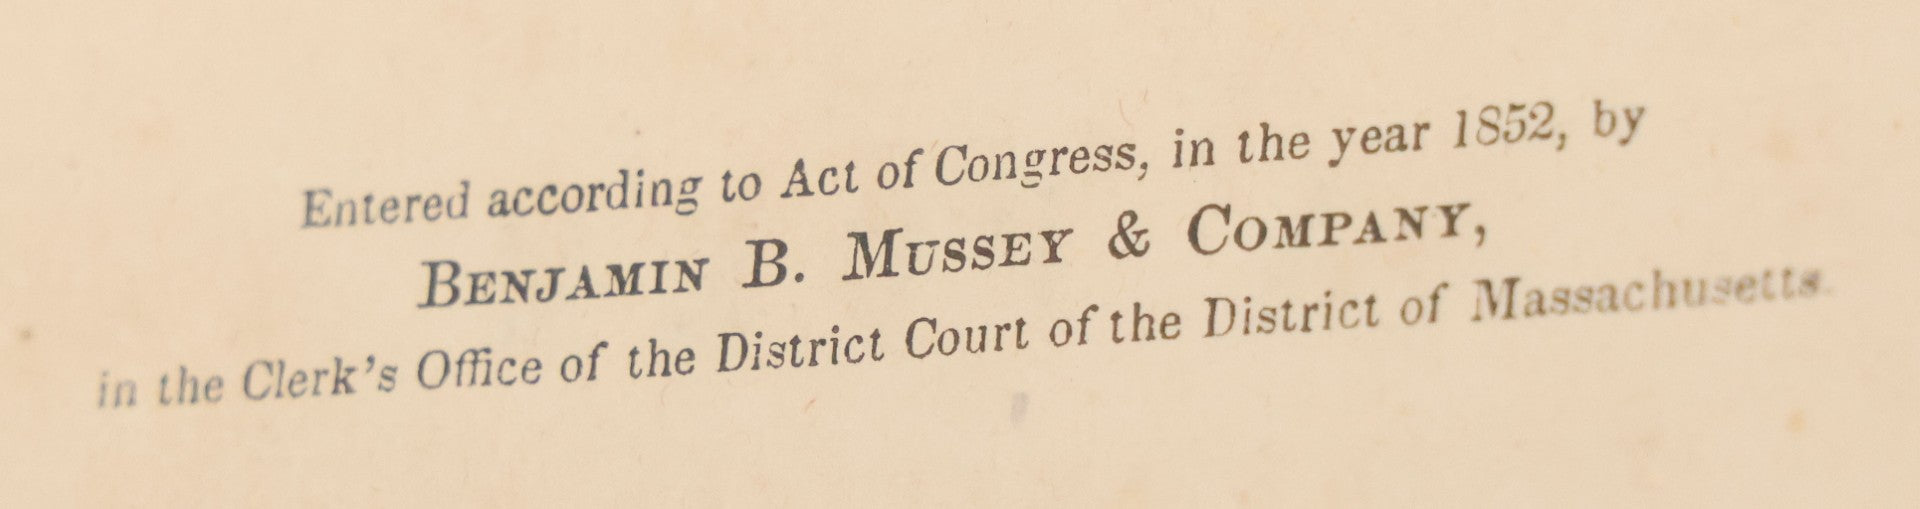 Entered according to Act of Congress, in the year 1852, by
BENJAMIN B. MUSSEY & COMPANY,
in the Clerk's Office of the District Court of the District of Massachusetts.